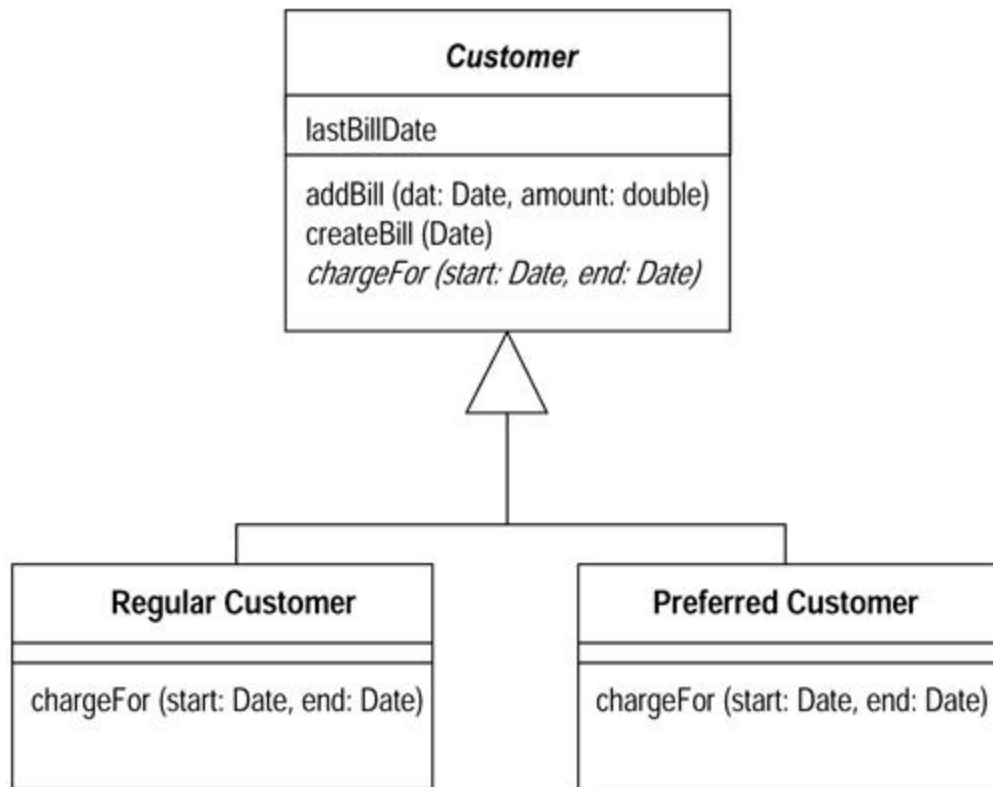 Customer
lastBillDate
addBill (dat: Date, amount: double)
createBill (Date)
chargeFor (start: Date, end: Date)
Regular Customer
chargeFor (start: Date, end: Date)
Preferred Customer
chargeFor (start: Date, end: Date)